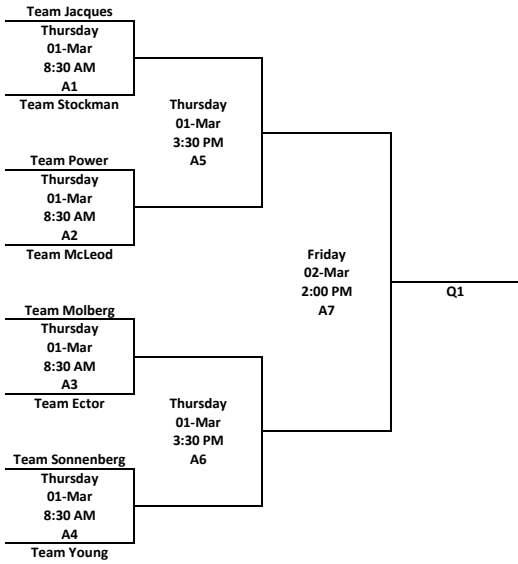 Team Jacques
Thursday
01-Mar
8:30 AM
A1
Team Stockman
Thursday
01-Mar
3:30 PM
A5
Team Power
Thursday
01-Mar
8:30 AM
A2
Team McLeod
Friday
02-Mar
2:00 PM
A7
Q1
Team Molberg
Thursday
01-Mar
8:30 AM
A3
Team Ector
Thursday
01-Mar
3:30 PM
A6
Team Sonnenberg
Thursday
01-Mar
8:30 AM
A4
Team Young